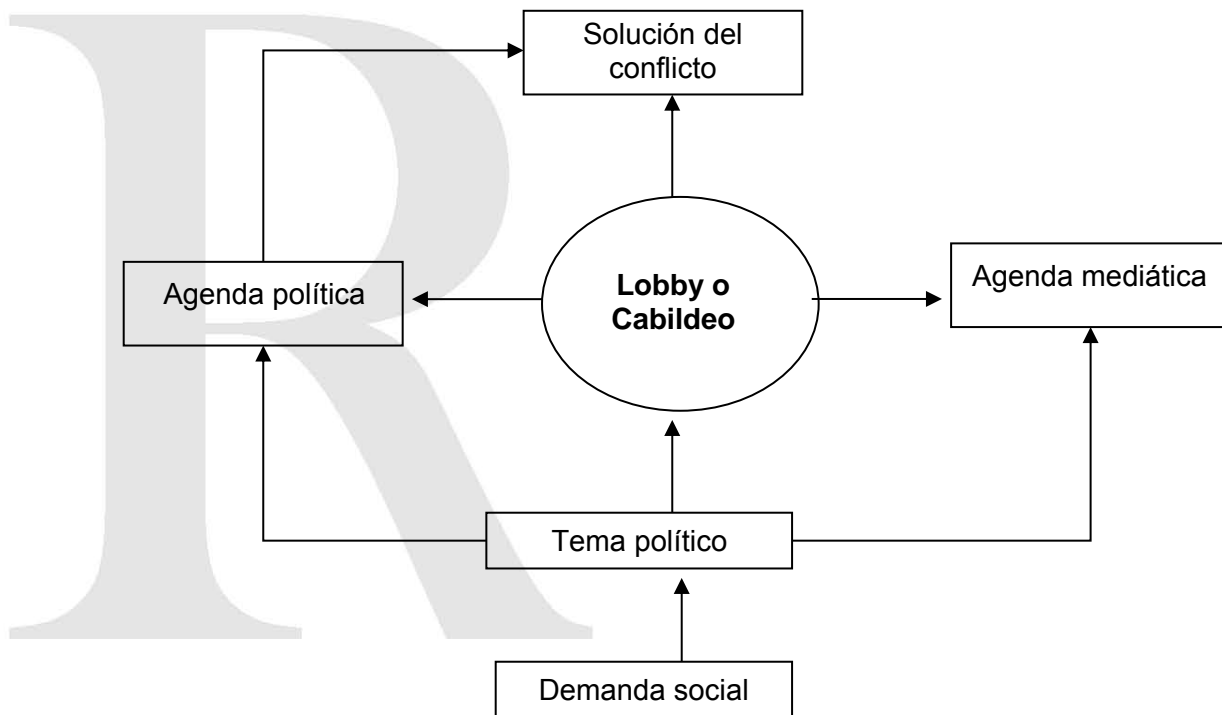 Solución del
conflicto
Agenda política
Lobby o
Cabildeo
Agenda mediática
Tema político
Demanda social